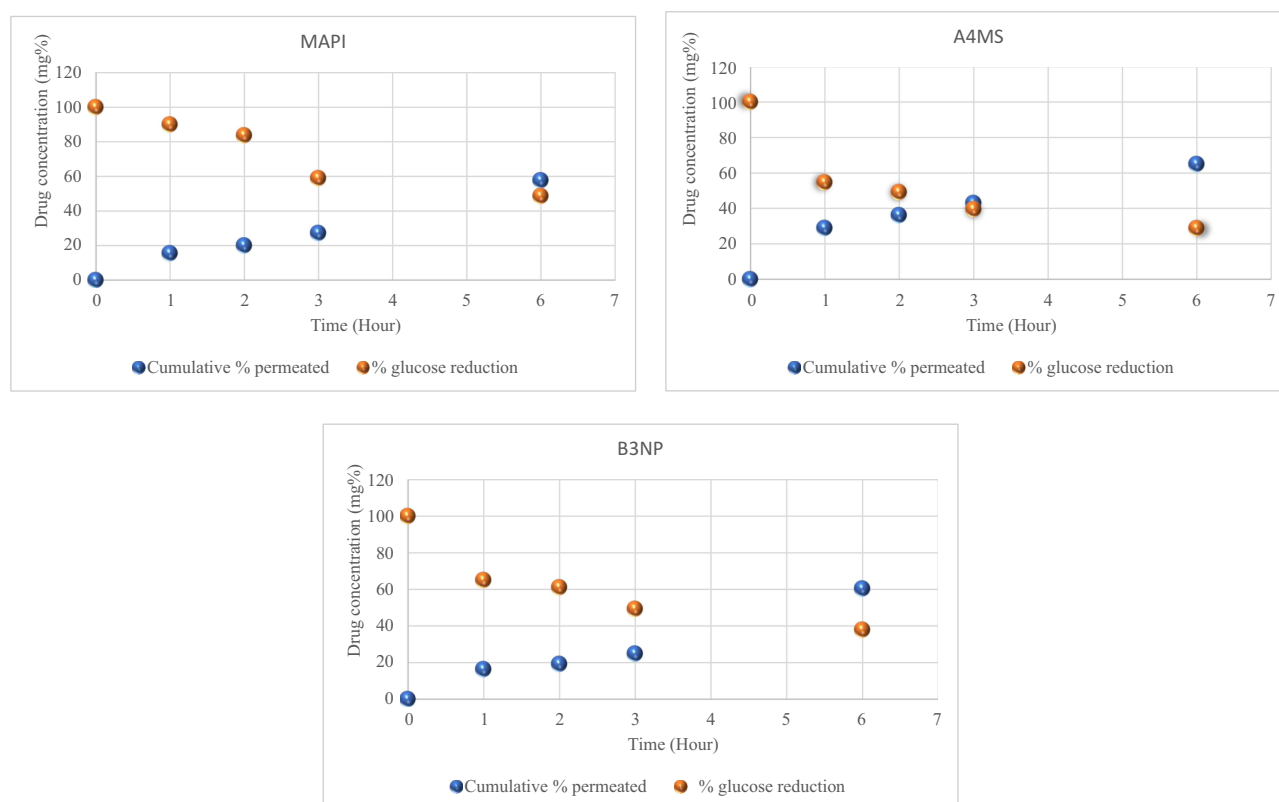 MAPI
Drug concentration (mg%)
120
100
80
60
40
20
0
0 1 2 3 4 5 6 7
Time (Hour)
Cumulative % permeated % glucose reduction
A4MS
Drug concentration (mg%)
120
100
80
60
40
20
0
0 1 2 3 4 5 6 7
Time (Hour)
Cumulative % permeated % glucose reduction
B3NP
Drug concentration (mg%)
120
100
80
60
40
20
0
0 1 2 3 4 5 6 7
Time (Hour)
Cumulative % permeated % glucose reduction